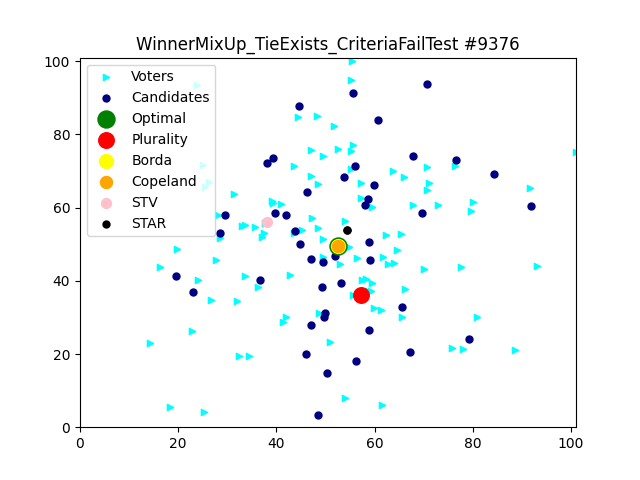 WinnerMixUp_TieExists_CriteriaFailTest #9376
Voters
Candidates
Optimal
Plurality
Borda
Copeland
STV
STAR
100
80
60
40
20
0
0 20 40 60 80 100